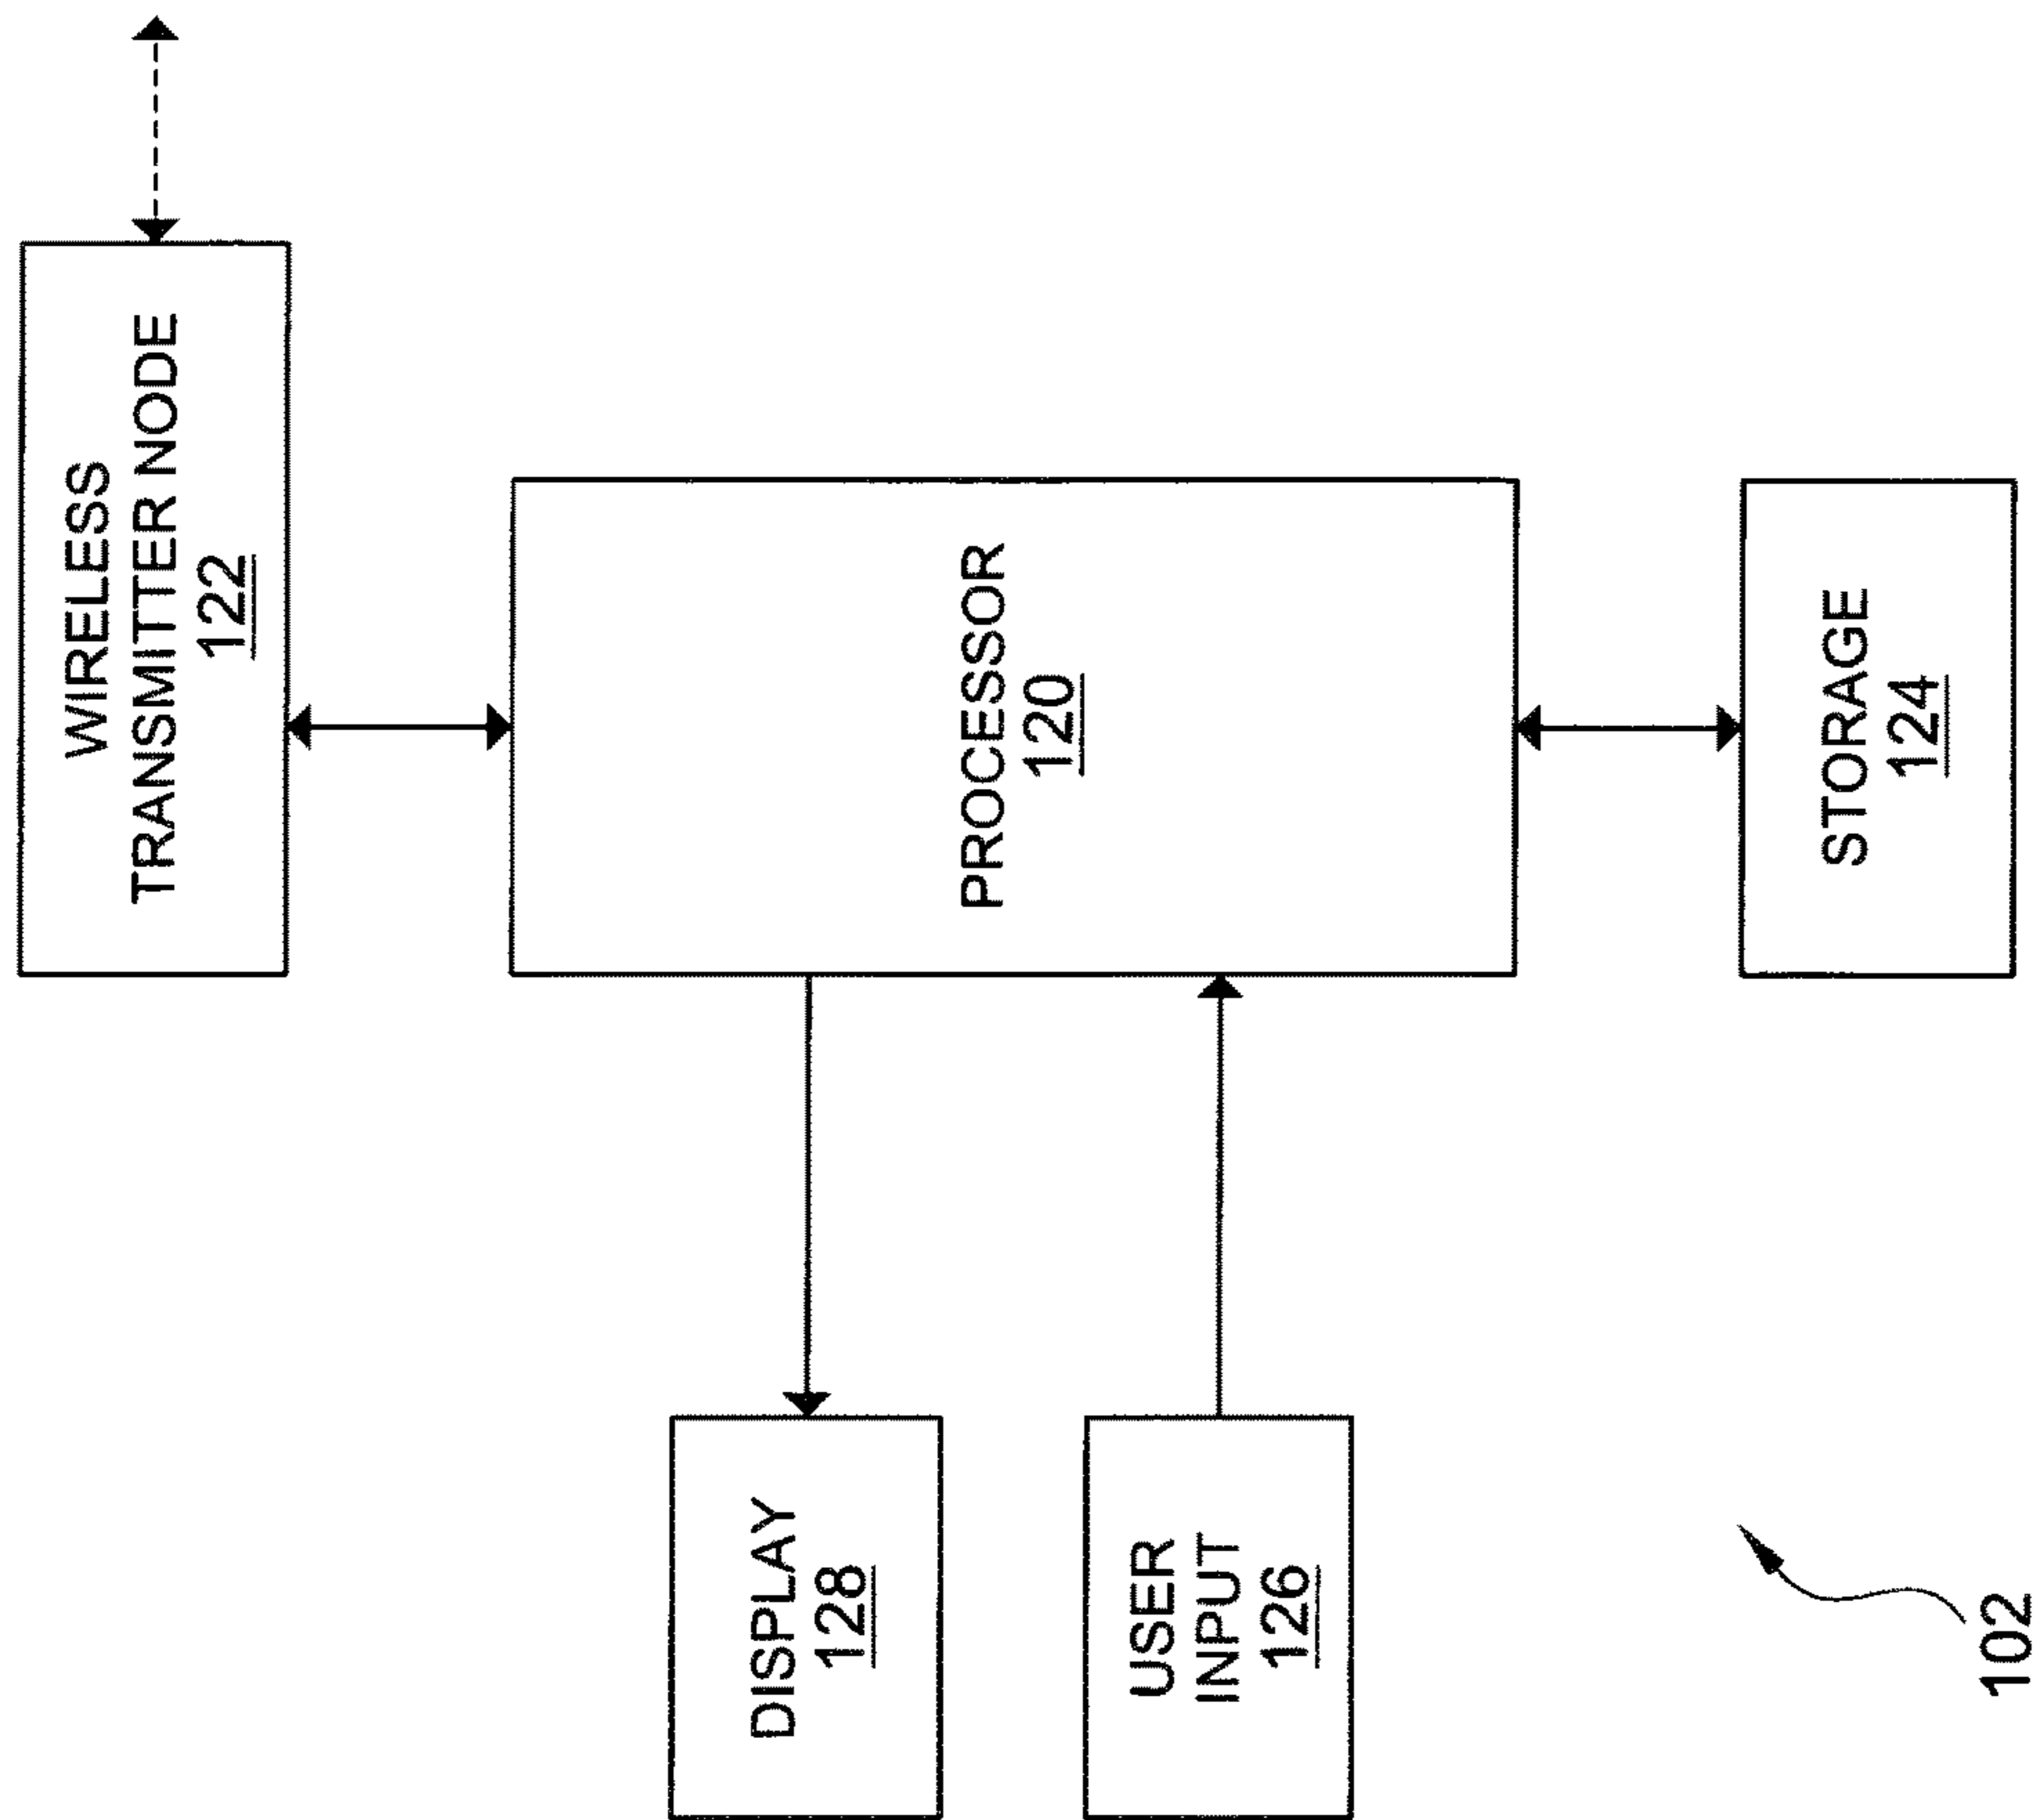 WIRELESS
TRANSMITTER NODE
122
DISPLAY
128
PROCESSOR
120
USER
INPUT
126
STORAGE
124
102